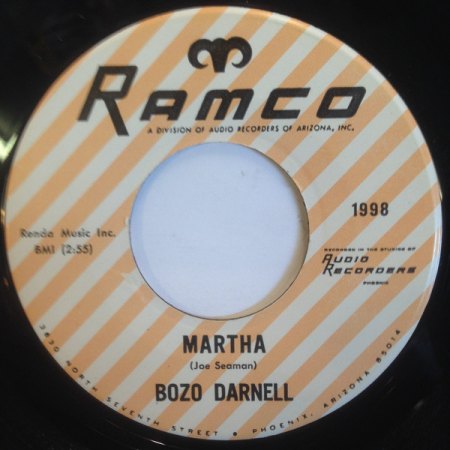 RAMCO
A DIVISION OF AUDIO RECORDERS OF ARIZONA, INC.
1998
Renda Music Inc.
BMI (2:55)
RECORDED IN THE STUDIOS OF
AUDIO
RECORDERS
PHOENIX
MARTHA
(Joe Seaman)
BOZO DARNELL
3830 NORTH SEVENTH STREET • PHOENIX, ARIZONA 85014